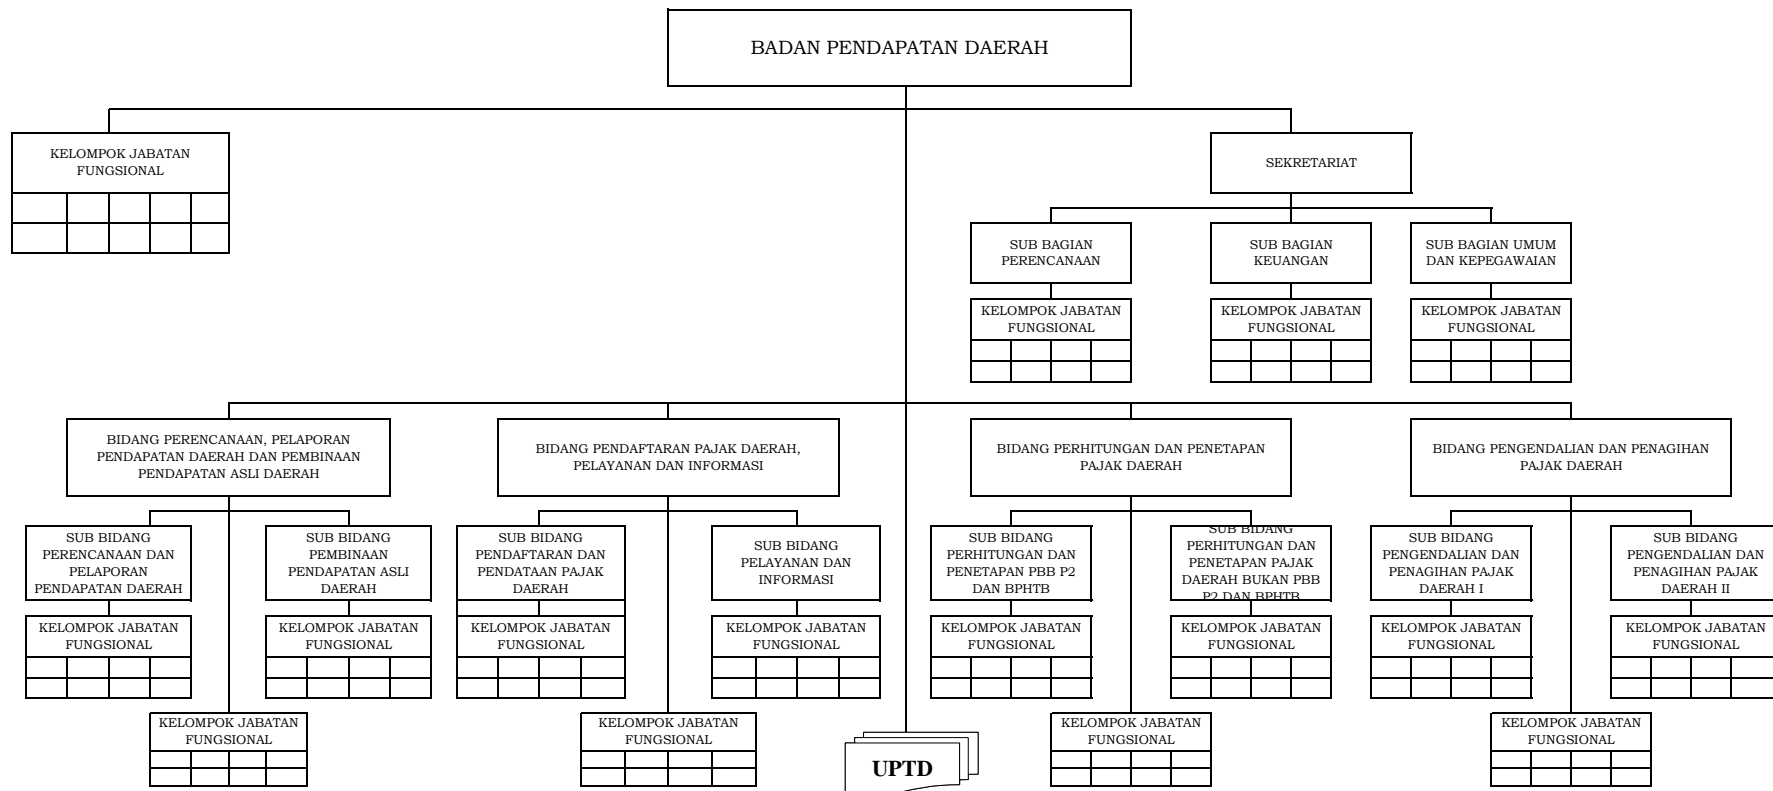 BADAN PENDAPATAN DAERAH
KELOMPOK JABATAN
FUNGSIONAL
SEKRETARIAT
SUB BAGIAN
PERENCANAAN
SUB BAGIAN
KEUANGAN
SUB BAGIAN UMUM
DAN KEPEGAWAIAN
KELOMPOK JABATAN
FUNGSIONAL
KELOMPOK JABATAN
FUNGSIONAL
KELOMPOK JABATAN
FUNGSIONAL
BIDANG PERENCANAAN, PELAPORAN
PENDAPATAN DAERAH DAN PEMBINAAN
PENDAPATAN ASLI DAERAH
BIDANG PENDAFTARAN PAJAK DAERAH,
PELAYANAN DAN INFORMASI
BIDANG PERHITUNGAN DAN PENETAPAN
PAJAK DAERAH
BIDANG PENGENDALIAN DAN PENAGIHAN
PAJAK DAERAH
SUB BIDANG
PERENCANAAN DAN
PELAPORAN
PENDAPATAN DAERAH
SUB BIDANG
PEMBINAAN
PENDAPATAN ASLI
DAERAH
SUB BIDANG
PENDAFTARAN DAN
PENDATAAN PAJAK
DAERAH
SUB BIDANG
PELAYANAN DAN
INFORMASI
SUB BIDANG
PERHITUNGAN DAN
PENETAPAN PBB P2
DAN BPHTB
SUB BIDANG
PERHITUNGAN DAN
PENETAPAN PAJAK
DAERAH BUKAN PBB
P2 DAN BPHTB
SUB BIDANG
PENGENDALIAN DAN
PENAGIHAN PAJAK
DAERAH I
SUB BIDANG
PENGENDALIAN DAN
PENAGIHAN PAJAK
DAERAH II
KELOMPOK JABATAN
FUNGSIONAL
KELOMPOK JABATAN
FUNGSIONAL
KELOMPOK JABATAN
FUNGSIONAL
KELOMPOK JABATAN
FUNGSIONAL
KELOMPOK JABATAN
FUNGSIONAL
KELOMPOK JABATAN
FUNGSIONAL
KELOMPOK JABATAN
FUNGSIONAL
KELOMPOK JABATAN
FUNGSIONAL
KELOMPOK JABATAN
FUNGSIONAL
KELOMPOK JABATAN
FUNGSIONAL
UPTD
KELOMPOK JABATAN
FUNGSIONAL
KELOMPOK JABATAN
FUNGSIONAL